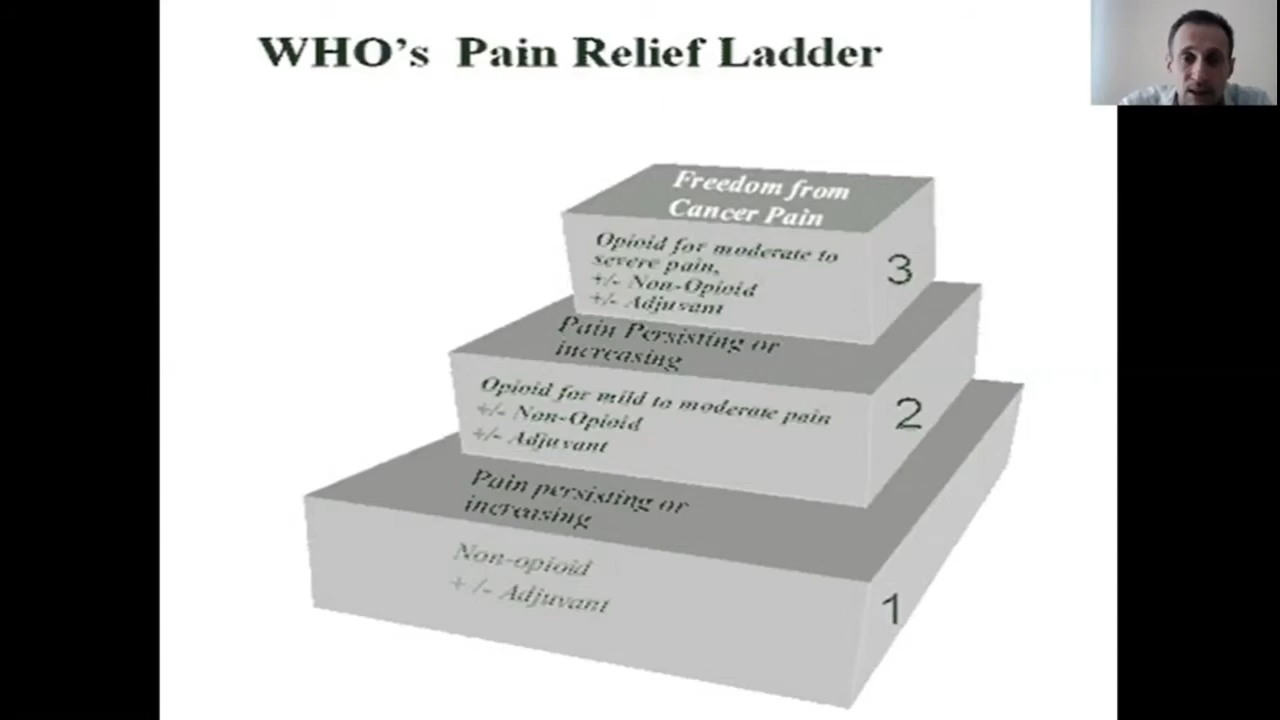 WHO's Pain Relief Ladder
Freedom from
Cancer Pain
Opioid for moderate to
severe pain,
+/- Non-Opioid
+/- Adjuvant
3
Pain Persisting or
increasing
Opioid for mild to moderate pain
+/- Non-Opioid
+/- Adjuvant
2
Pain persisting or
increasing
Non-opioid
+ /- Adjuvant
1